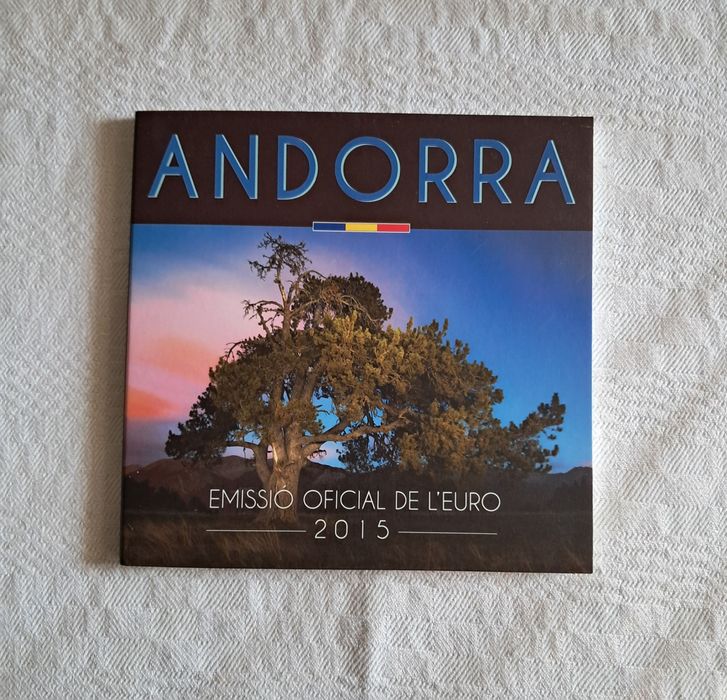 ANDORRA
EMISSIÓ OFICIAL DE L'EURO
2015